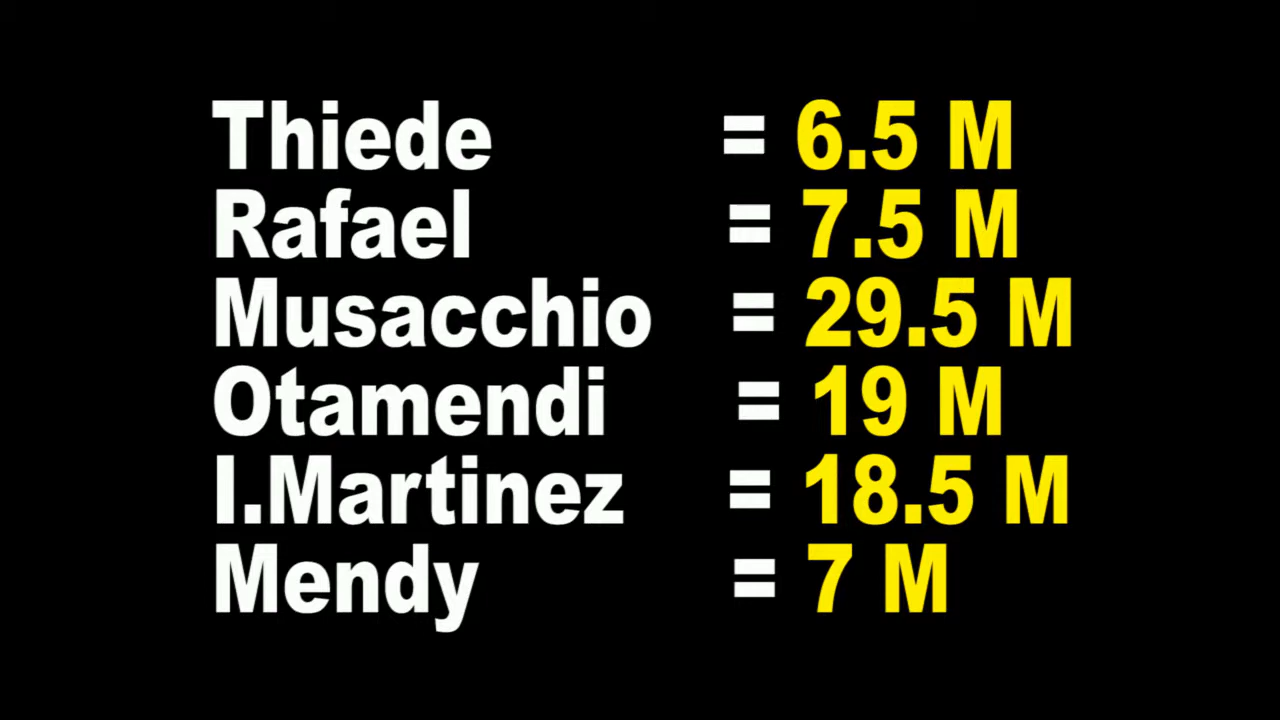 Thiede = 6.5 M
Rafael = 7.5 M
Musacchio = 29.5 M
Otamendi = 19 M
I.Martinez = 18.5 M
Mendy = 7 M